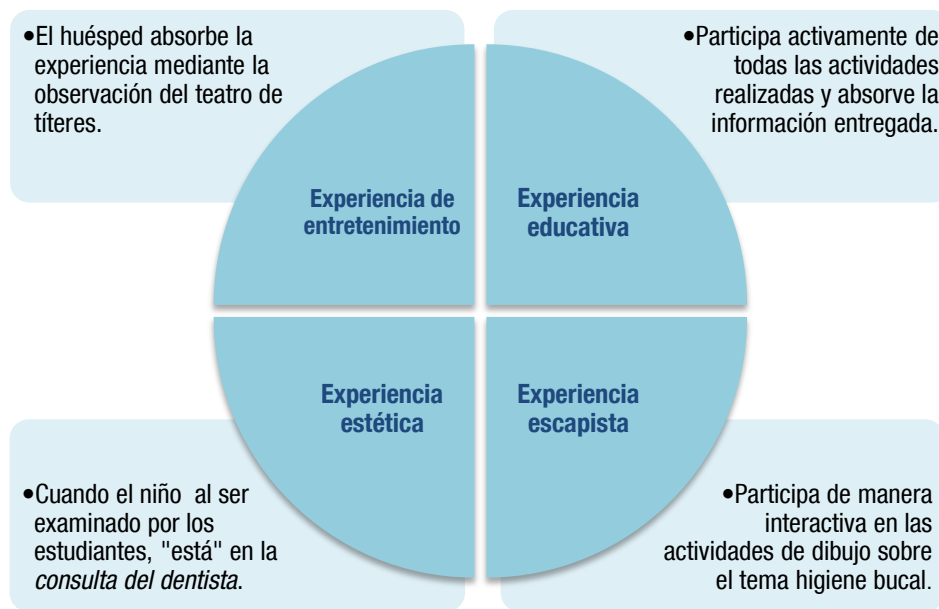 •El huésped absorbe la
experiencia mediante la
observación del teatro de
títeres.
•Participa activamente de
todas las actividades
realizadas y absorve la
información entregada.
Experiencia de
entretenimiento
Experiencia
educativa
Experiencia
estética
Experiencia
escapista
•Cuando el niño al ser
examinado por los
estudiantes, "está" en la
consulta del dentista.
•Participa de manera
interactiva en las
actividades de dibujo sobre
el tema higiene bucal.